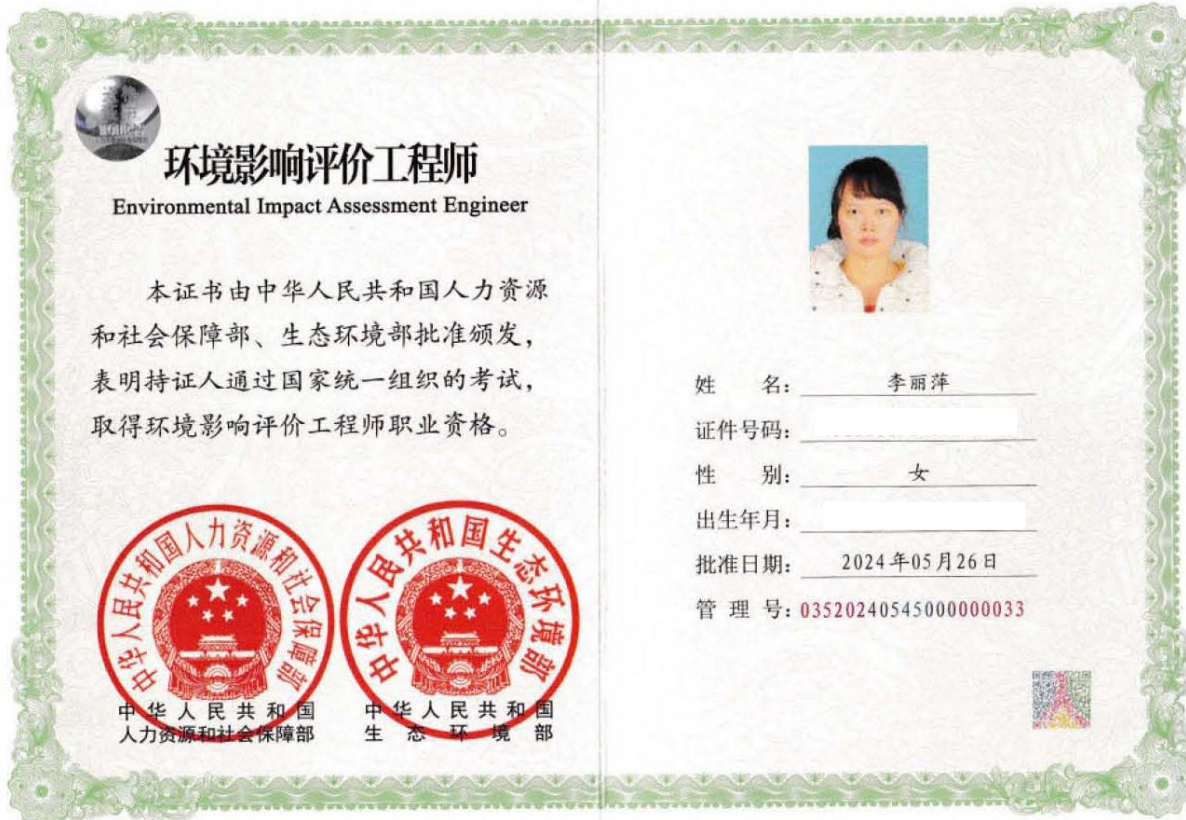 环境影响评价工程师
Environmental Impact Assessment Engineer
本证书由中华人民共和国人力资源
和社会保障部、生态环境部批准颁发，
表明持证人通过国家统一组织的考试，
取得环境影响评价工程师职业资格。
中华人民共和国人力资源和社会保障部
中华人民共和国生态环境部
中华人民共和国
人力资源和社会保障部
中华人民共和国
生态环境部
姓名：李丽萍
证件号码：
性别：女
出生年月：
批准日期：2024年05月26日
管理号：03520240545000000033